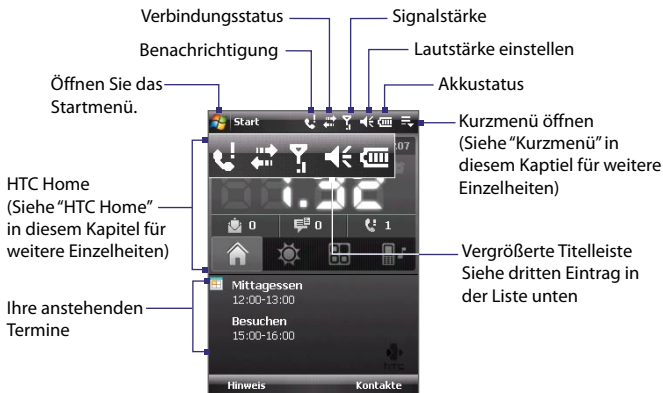 Verbindungsstatus
Signalstärke
Benachrichtigung
Lautstärke einstellen
Öffnen Sie das
Startmenü.
Akkustatus
Start
Kurzmenü öffnen
(Siehe “Kurzmenü” in
diesem Kaptiel für weitere
Einzelheiten)
HTC Home
(Siehe “HTC Home”
in diesem Kapitel für
weitere Einzelheiten)
0
0
1
Vergrößerte Titelleiste
Siehe dritten Eintrag in
der Liste unten
Ihre anstehenden
Termine
Mittagessen
12:00-13:00
Besuchen
15:00-16:00
hTC
Hinweis
Kontakte